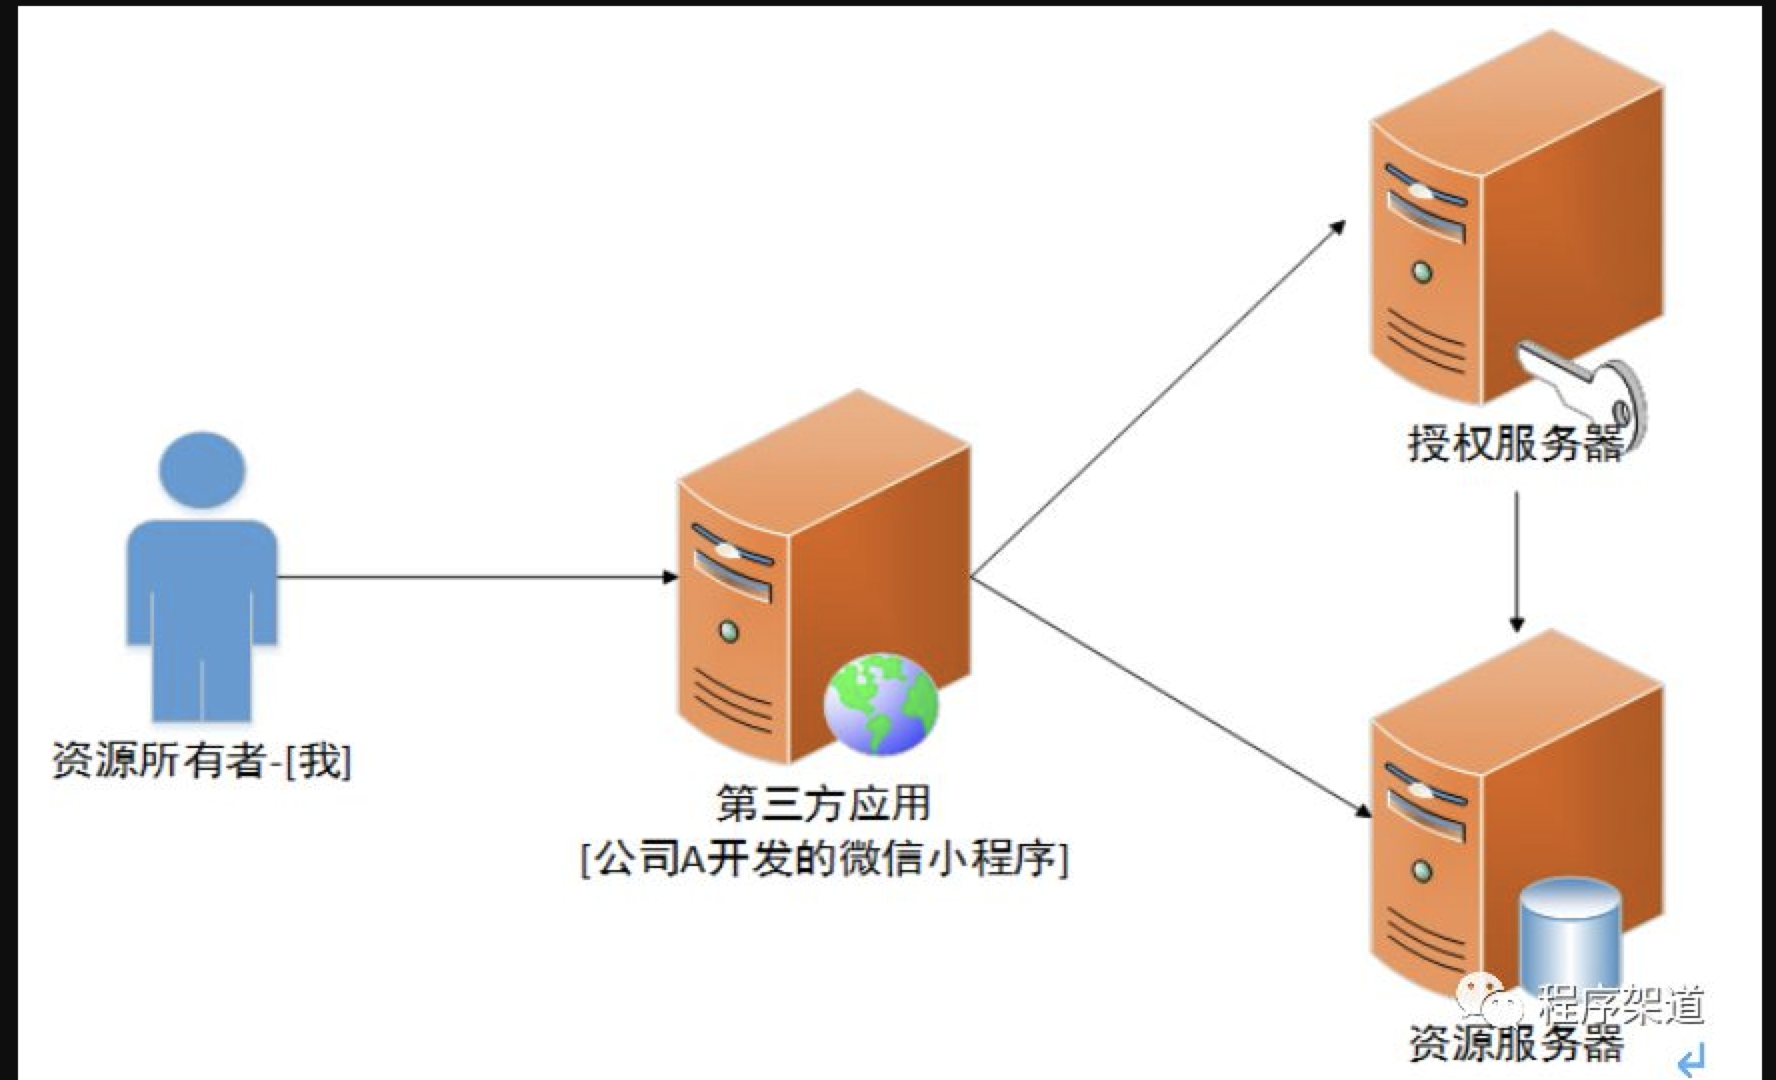 授权服务器
资源所有者-[我]
第三方应用
[公司A开发的微信小程序]
程序架道
资源服务器